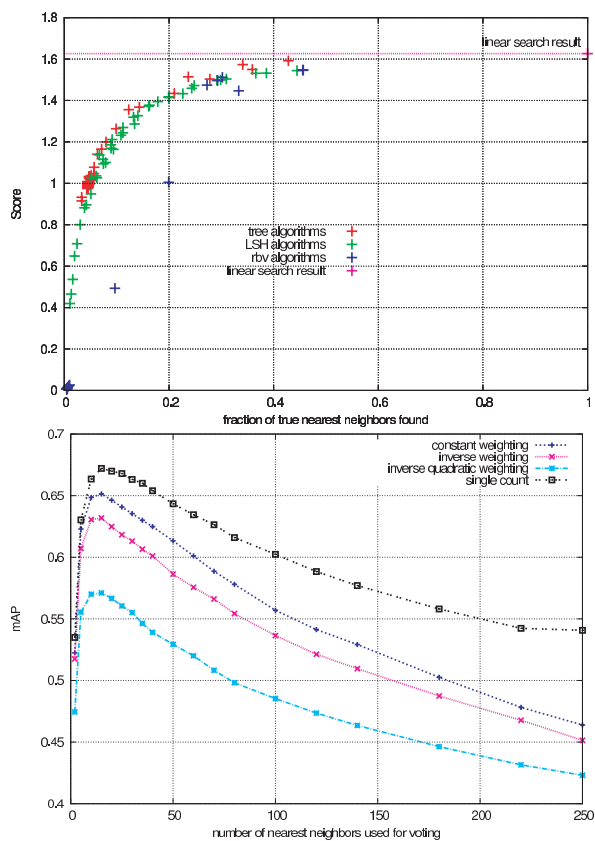 1.8
1.6
1.4
1.2
1
0.8
0.6
0.4
0.2
0
Score
linear search result
tree algorithms
LSH algorithms
rbv algorithms
linear search result
0 0.2 0.4 0.6 0.8 1
fraction of true nearest neighbors found
0.7
0.65
0.6
0.55
0.5
0.45
0.4
mAP
constant weighting
inverse weighting
inverse quadratic weighting
single count
0 50 100 150 200 250
number of nearest neighbors used for voting